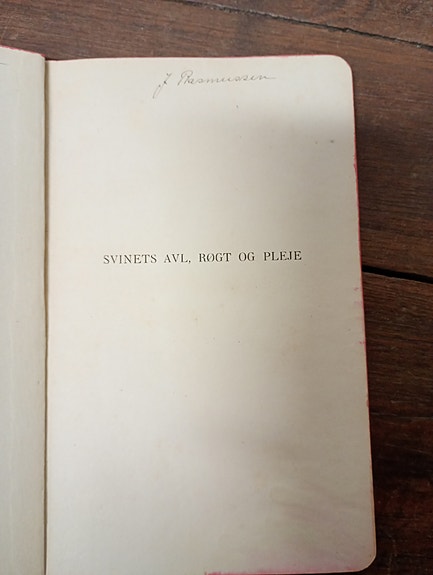 J Rasmussen
SVINETS AVL, RØGT OG PLEJE